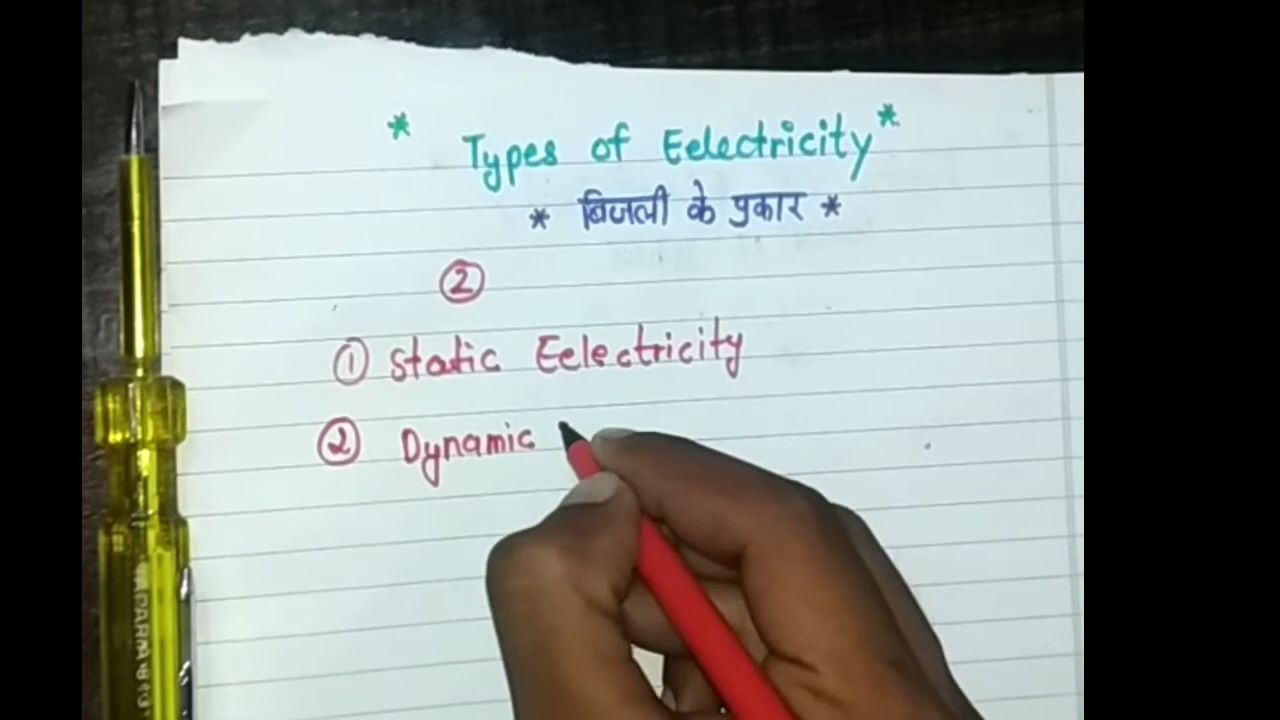 * Types of Eelectricity *
* बिजली के प्रकार *
②
① Static Eelectricity
② Dynamic